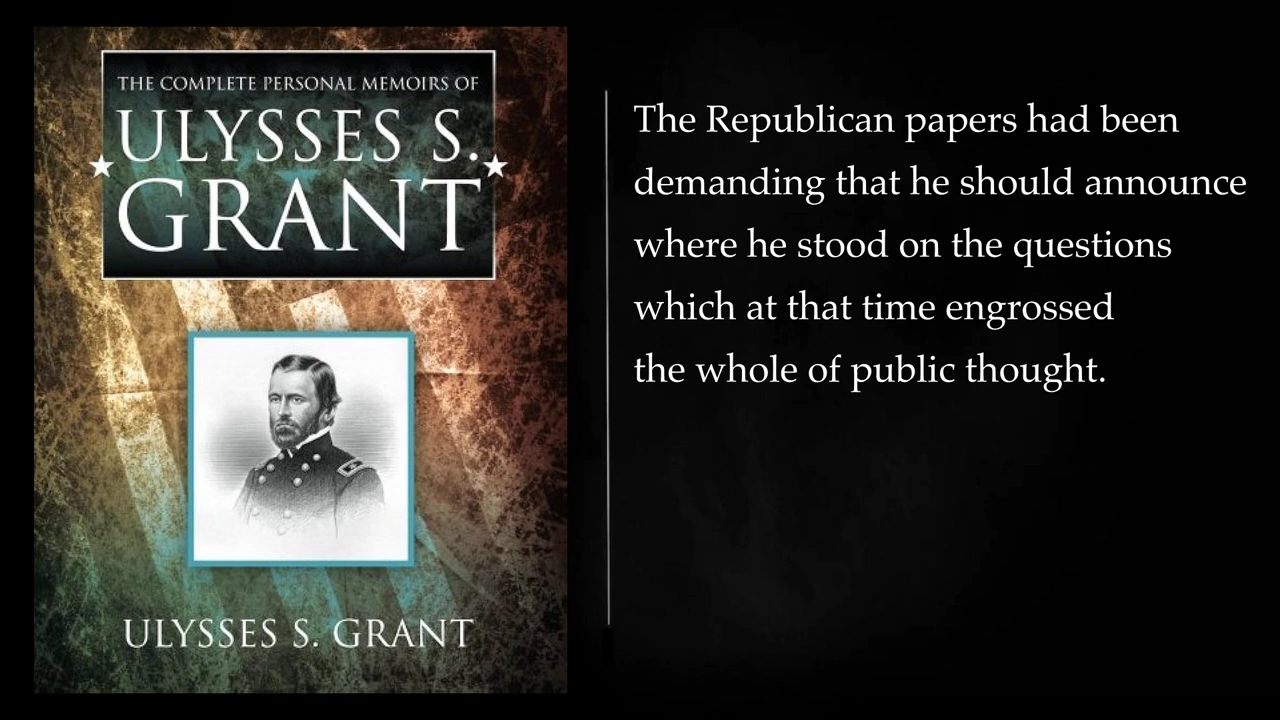 THE COMPLETE PERSONAL MEMOIRS OF
ULYSSES S.
GRANT
ULYSSES S. GRANT
The Republican papers had been
demanding that he should announce
where he stood on the questions
which at that time engrossed
the whole of public thought.